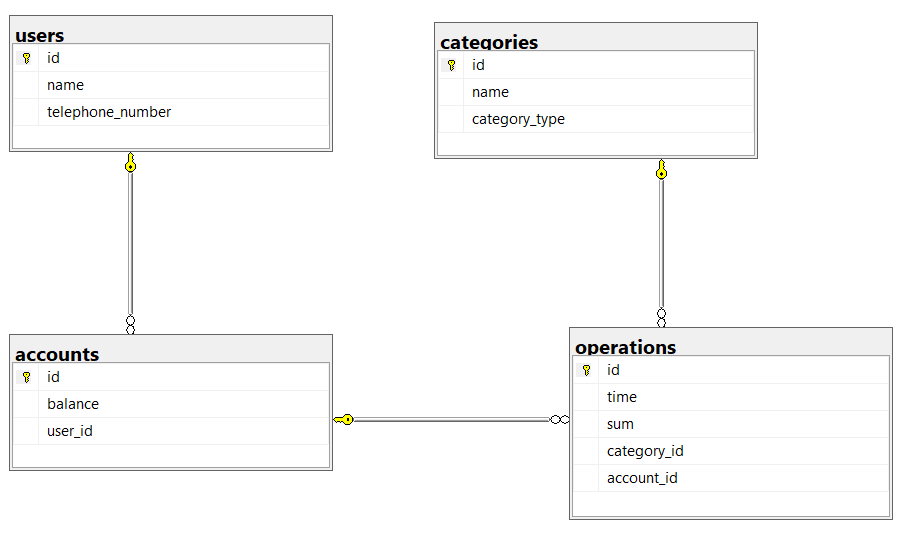 users
id
name
telephone_number
categories
id
name
category_type
accounts
id
balance
user_id
operations
id
time
sum
category_id
account_id